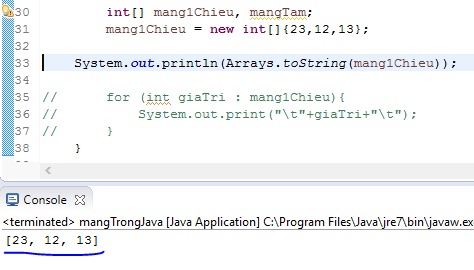 30 int[] mang1Chieu, mangTam;
31 mang1Chieu = new int[]{23,12,13};
32
33 System.out.println(Arrays.toString(mang1Chieu));
34
35 // for (int giaTri : mang1Chieu){
36 // System.out.print("\t"+giaTri+"\t");
37 // }
38 }
Console
<terminated> mangTrongJava [Java Application] C:\Program Files\Java\jre7\bin\javaw.ex
[23, 12, 13]